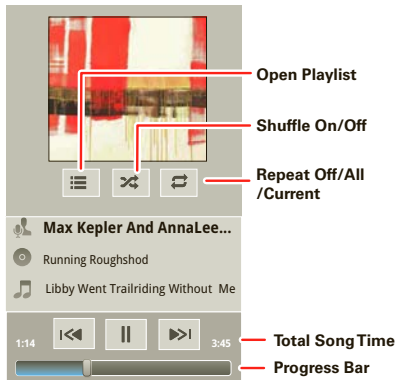 Open Playlist
Shuffle On/Off
Repeat Off/All
/Current
Max Kepler And AnnaLee...
Running Roughshod
Libby Went Trailriding Without Me
1:14
3:45
Total Song Time
Progress Bar